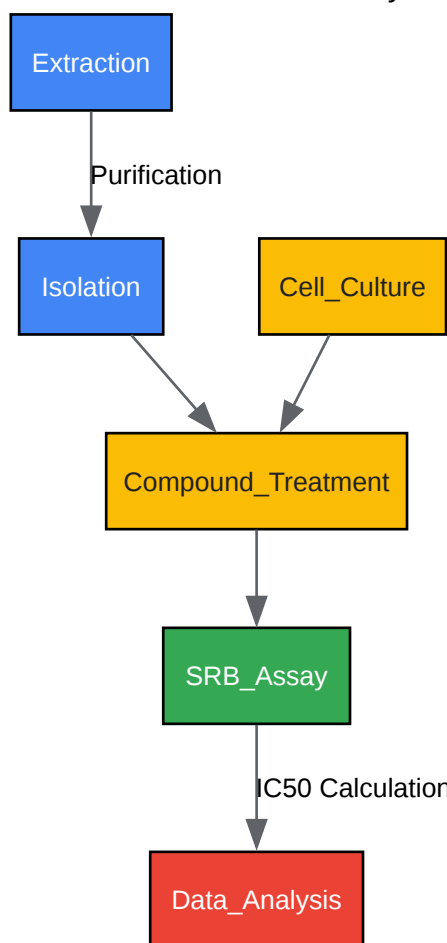 Extraction
Purification
Isolation
Cell_Culture
Compound_Treatment
SRB_Assay
IC50 Calculation
Data_Analysis